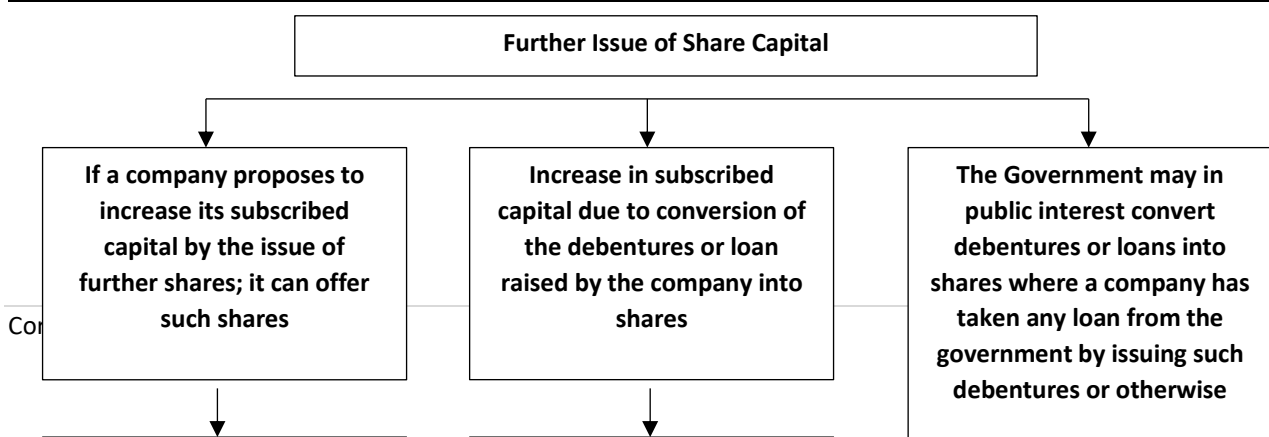 Further Issue of Share Capital
If a company proposes to
increase its subscribed
capital by the issue of
further shares; it can offer
such shares
Increase in subscribed
capital due to conversion of
the debentures or loan
raised by the company into
shares
The Government may in
public interest convert
debentures or loans into
shares where a company has
taken any loan from the
government by issuing such
debentures or otherwise